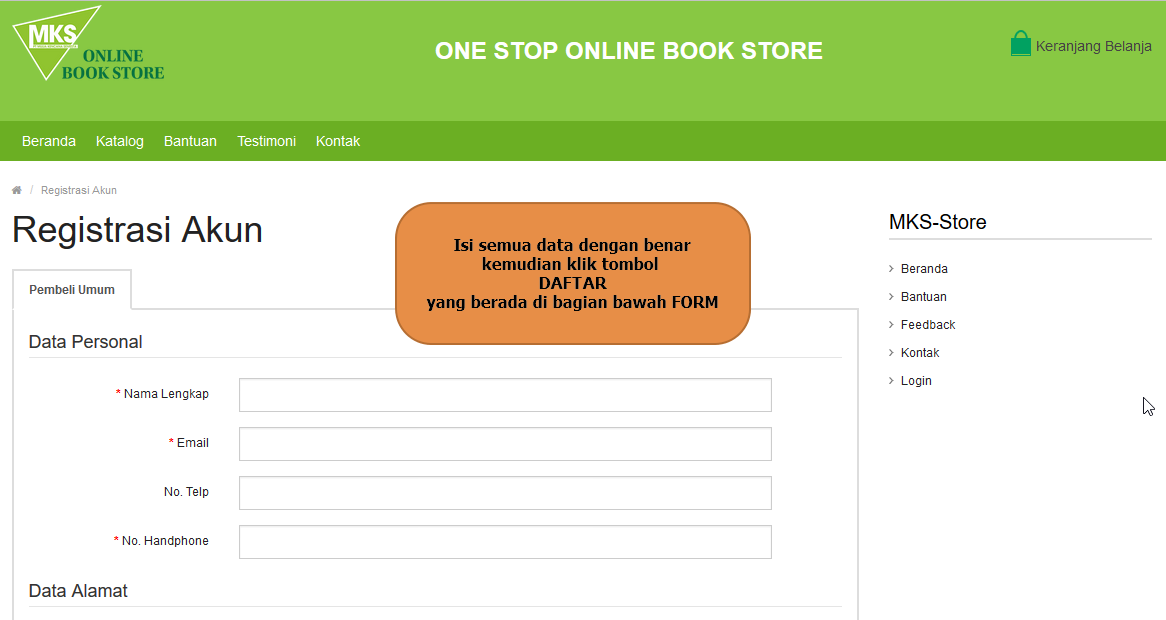 MKS
ONLINE
BOOK STORE
ONE STOP ONLINE BOOK STORE
Keranjang Belanja
Beranda
Katalog
Bantuan
Testimoni
Kontak
/ Registrasi Akun
Registrasi Akun
Isi semua data dengan benar
kemudian klik tombol
DAFTAR
yang berada di bagian bawah FORM
Pembeli Umum
Data Personal
* Nama Lengkap
* Email
No. Telp
* No. Handphone
Data Alamat
MKS-Store
Beranda
Bantuan
Feedback
Kontak
Login